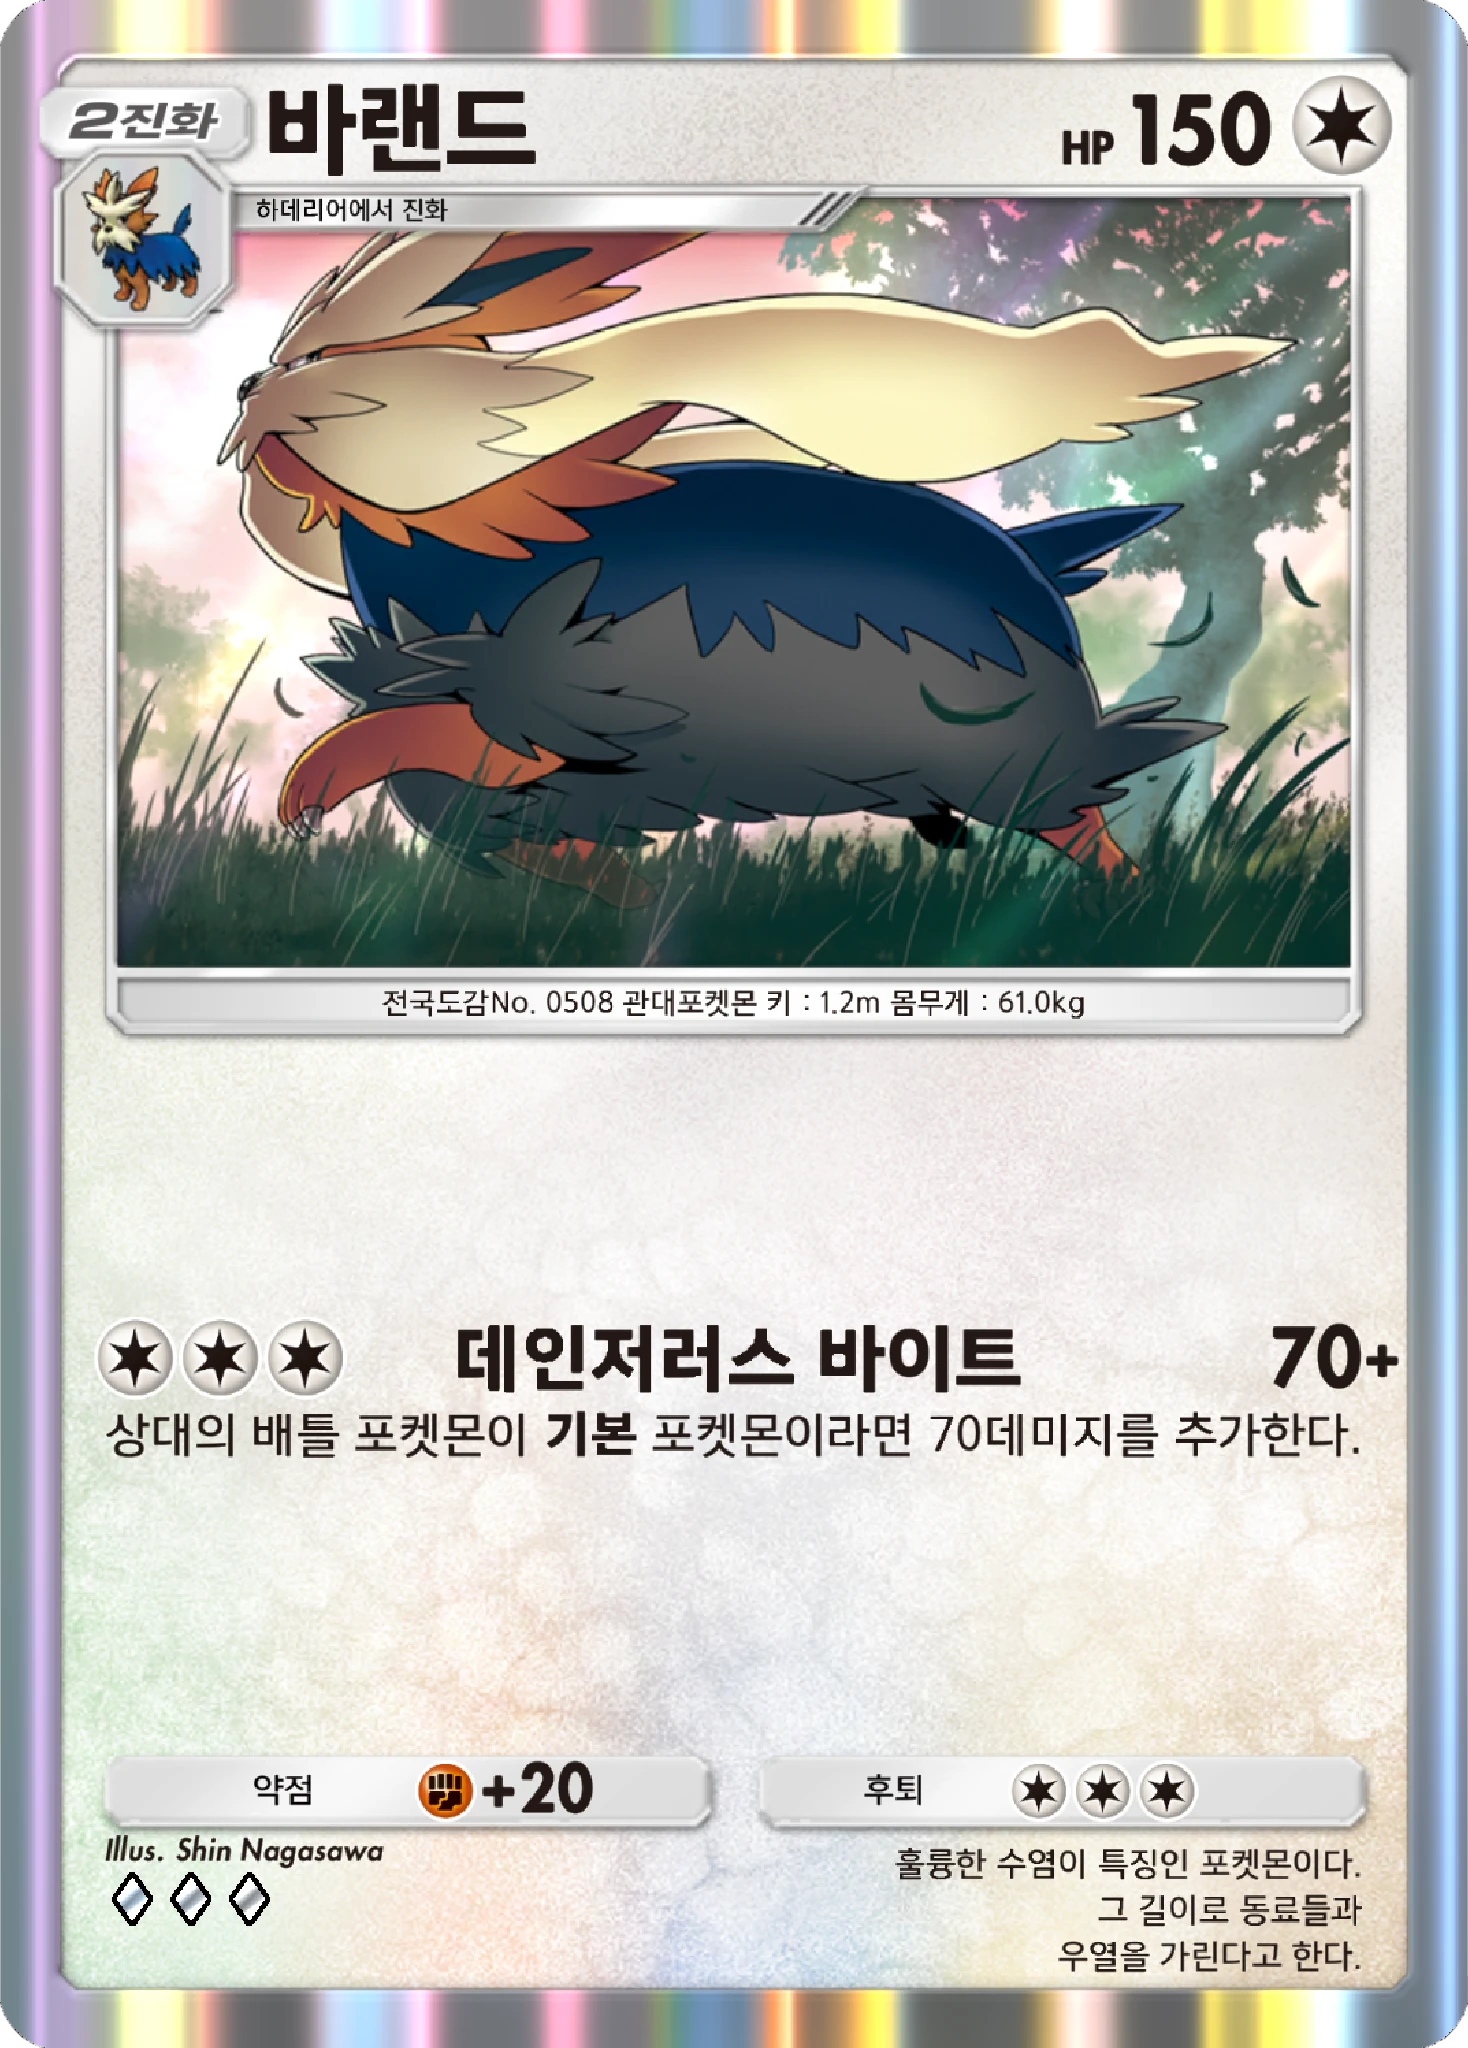 2진화
바랜드
HP 150
하데리어에서 진화
전국도감No. 0508 관대포켓몬 키 : 1.2m 몸무게 : 61.0kg
데인저러스 바이트 70+
상대의 배틀 포켓몬이 기본 포켓몬이라면 70데미지를 추가한다.
약점 +20
후퇴
Illus. Shin Nagasawa
훌륭한 수염이 특징인 포켓몬이다.
그 길이로 동료들과
우열을 가린다고 한다.